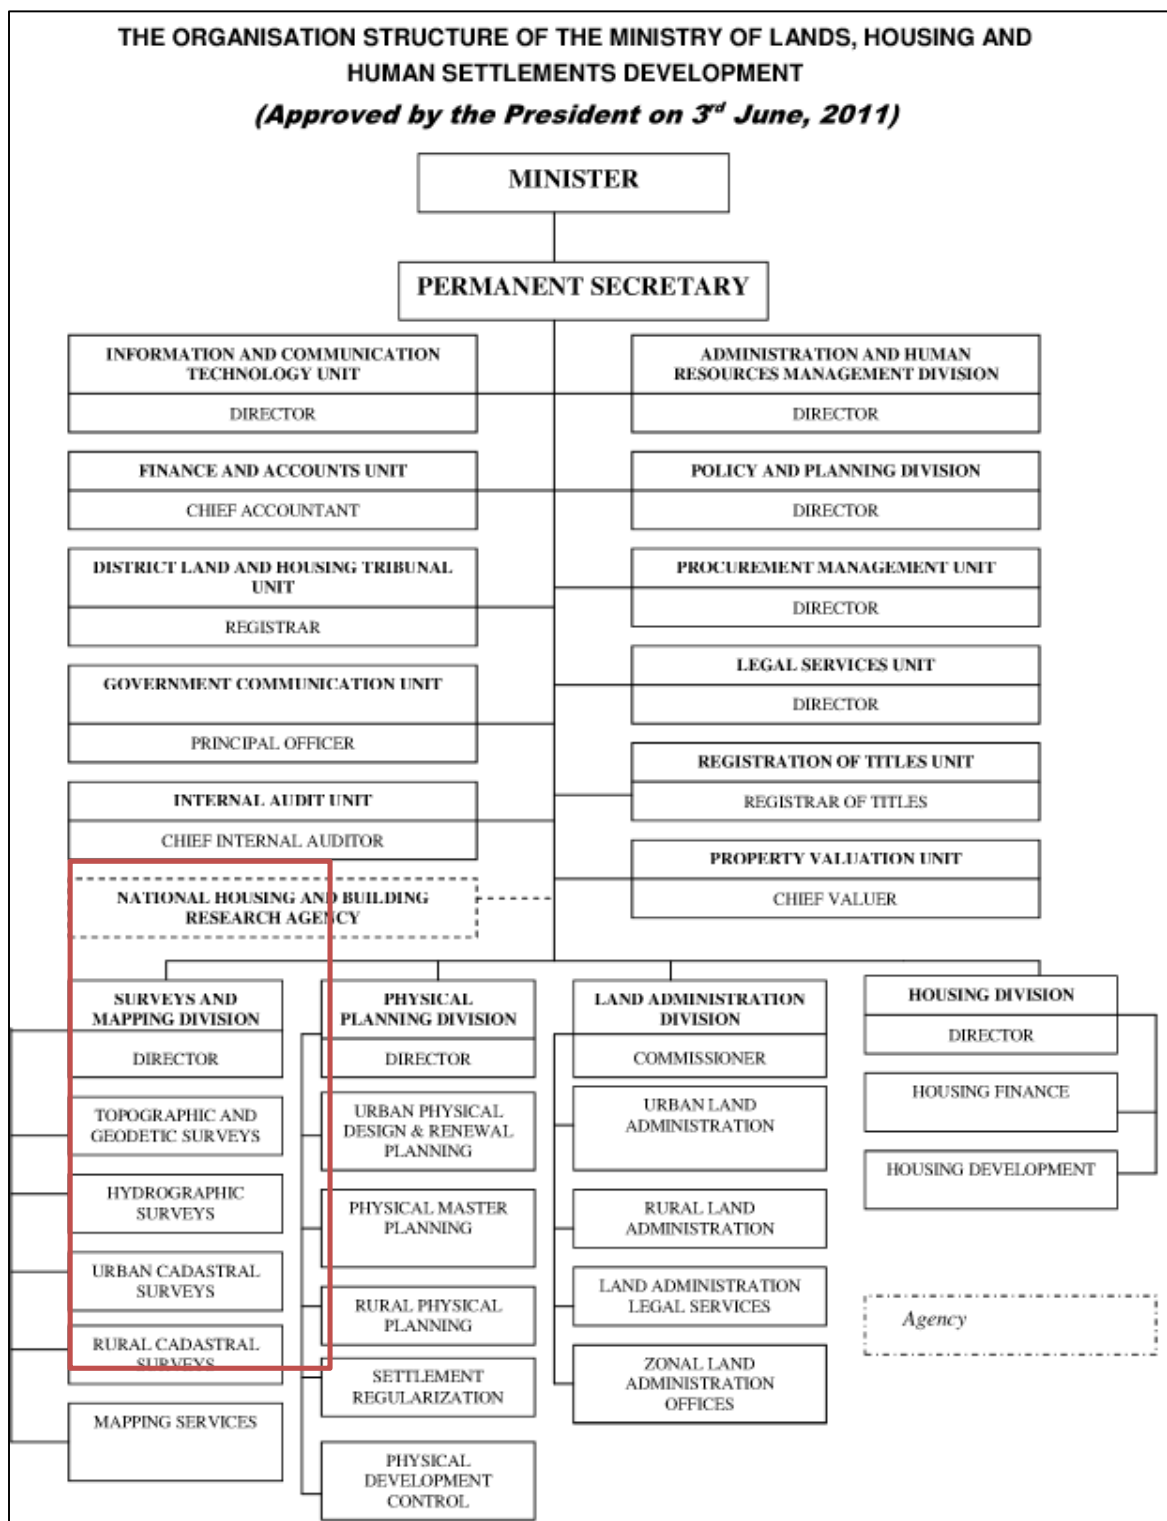 THE ORGANISATION STRUCTURE OF THE MINISTRY OF LANDS, HOUSING AND
HUMAN SETTLEMENTS DEVELOPMENT
(Approved by the President on 3rd June, 2011)
MINISTER
PERMANENT SECRETARY
INFORMATION AND COMMUNICATION
TECHNOLOGY UNIT
DIRECTOR
ADMINISTRATION AND HUMAN
RESOURCES MANAGEMENT DIVISION
DIRECTOR
FINANCE AND ACCOUNTS UNIT
CHIEF ACCOUNTANT
POLICY AND PLANNING DIVISION
DIRECTOR
DISTRICT LAND AND HOUSING TRIBUNAL
UNIT
REGISTRAR
PROCUREMENT MANAGEMENT UNIT
DIRECTOR
GOVERNMENT COMMUNICATION UNIT
PRINCIPAL OFFICER
LEGAL SERVICES UNIT
DIRECTOR
INTERNAL AUDIT UNIT
CHIEF INTERNAL AUDITOR
REGISTRATION OF TITLES UNIT
REGISTRAR OF TITLES
NATIONAL HOUSING AND BUILDING
RESEARCH AGENCY
PROPERTY VALUATION UNIT
CHIEF VALUER
SURVEYS AND
MAPPING DIVISION
DIRECTOR
TOPOGRAPHIC AND
GEODETIC SURVEYS
HYDROGRAPHIC
SURVEYS
URBAN CADASTRAL
SURVEYS
RURAL CADASTRAL
SURVEYS
MAPPING SERVICES
PHYSICAL
PLANNING DIVISION
DIRECTOR
URBAN PHYSICAL
DESIGN & RENEWAL
PLANNING
PHYSICAL MASTER
PLANNING
RURAL PHYSICAL
PLANNING
SETTLEMENT
REGULARIZATION
PHYSICAL
DEVELOPMENT
CONTROL
LAND ADMINISTRATION
DIVISION
COMMISSIONER
URBAN LAND
ADMINISTRATION
RURAL LAND
ADMINISTRATION
LAND ADMINISTRATION
LEGAL SERVICES
ZONAL LAND
ADMINISTRATION
OFFICES
HOUSING DIVISION
DIRECTOR
HOUSING FINANCE
HOUSING DEVELOPMENT
Agency